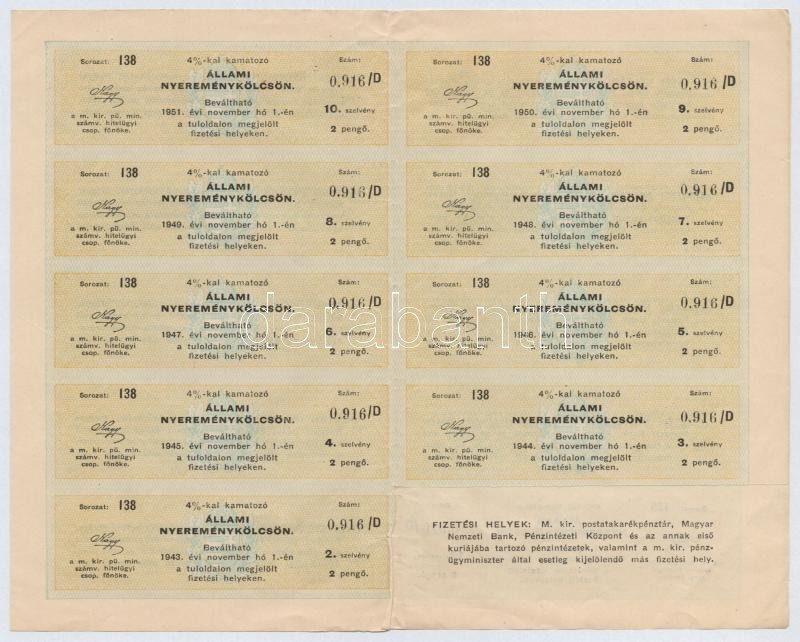 Sorozat: 138 4%-kal kamatozó Szám:
ÁLLAMI
NYEREMÉNYKÖLCSÖN. 0.916/D
Nagy
Beváltható
a m. kir. pü. min. 1951. évi november hó 1.-én 10. szelvény
számv. hitelügyi a tuloldalon megjelölt
csop. főnöke. fizetési helyeken. 2 pengő.
Sorozat: 138 4%-kal kamatozó Szám:
ÁLLAMI
NYEREMÉNYKÖLCSÖN. 0.916/D
Nagy
Beváltható
a m. kir. pü. min. 1950. évi november hó 1.-én 9. szelvény
számv. hitelügyi a tuloldalon megjelölt
csop. főnöke. fizetési helyeken. 2 pengő.
Sorozat: 138 4%-kal kamatozó Szám:
ÁLLAMI
NYEREMÉNYKÖLCSÖN. 0.916/D
Nagy
Beváltható
a m. kir. pü. min. 1949. évi november hó 1.-én 8. szelvény
számv. hitelügyi a tuloldalon megjelölt
csop. főnöke. fizetési helyeken. 2 pengő.
Sorozat: 138 4%-kal kamatozó Szám:
ÁLLAMI
NYEREMÉNYKÖLCSÖN. 0.916/D
Nagy
Beváltható
a m. kir. pü. min. 1948. évi november hó 1.-én 7. szelvény
számv. hitelügyi a tuloldalon megjelölt
csop. főnöke. fizetési helyeken. 2 pengő.
Sorozat: 138 4%-kal kamatozó Szám:
ÁLLAMI
NYEREMÉNYKÖLCSÖN. 0.916/D
Nagy
Beváltható
a m. kir. pü. min. 1947. évi november hó 1.-én 6. szelvény
számv. hitelügyi a tuloldalon megjelölt
csop. főnöke. fizetési helyeken. 2 pengő.
Sorozat: 138 4%-kal kamatozó Szám:
ÁLLAMI
NYEREMÉNYKÖLCSÖN. 0.916/D
Nagy
Beváltható
a m. kir. pü. min. 1946. évi november hó 1.-én 5. szelvény
számv. hitelügyi a tuloldalon megjelölt
csop. főnöke. fizetési helyeken. 2 pengő.
darabanth
Sorozat: 138 4%-kal kamatozó Szám:
ÁLLAMI
NYEREMÉNYKÖLCSÖN. 0.916/D
Nagy
Beváltható
a m. kir. pü. min. 1945. évi november hó 1.-én 4. szelvény
számv. hitelügyi a tuloldalon megjelölt
csop. főnöke. fizetési helyeken. 2 pengő.
Sorozat: 138 4%-kal kamatozó Szám:
ÁLLAMI
NYEREMÉNYKÖLCSÖN. 0.916/D
Nagy
Beváltható
a m. kir. pü. min. 1944. évi november hó 1.-én 3. szelvény
számv. hitelügyi a tuloldalon megjelölt
csop. főnöke. fizetési helyeken. 2 pengő.
Sorozat: 138 4%-kal kamatozó Szám:
ÁLLAMI
NYEREMÉNYKÖLCSÖN. 0.916/D
Nagy
Beváltható
a m. kir. pü. min. 1943. évi november hó 1.-én 2. szelvény
számv. hitelügyi a tuloldalon megjelölt
csop. főnöke. fizetési helyeken. 2 pengő.
FIZETÉSI HELYEK: M. kir. postatakarékpénztár, Magyar
Nemzeti Bank, Pénzintézeti Központ és az annak első
kuriájába tartozó pénzintézetek, valamint a m. kir. pénz-
ügyminiszter által esetleg kijelölendő más fizetési hely.